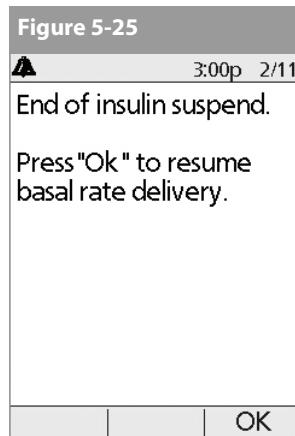 Figure 5-25
3:00p 2/11
End of insulin suspend.
Press "Ok" to resume
basal rate delivery.
OK